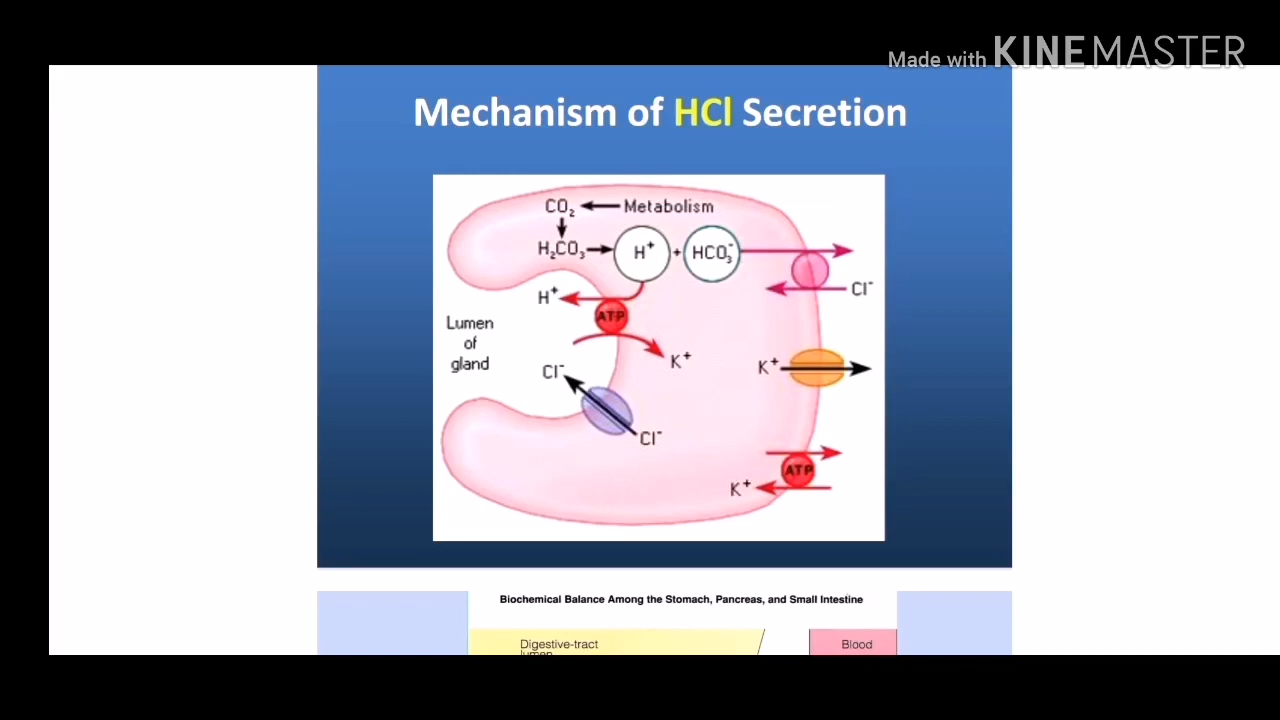 Made with KINEMASTER
Mechanism of HCl Secretion
CO₂ Metabolism
H₂CO₃ H⁺ + HCO₃⁻
H⁺
Cl⁻
ATP
Lumen
of
gland
K⁺
Cl⁻
K⁺
Cl⁻
ATP
K⁺
Biochemical Balance Among the Stomach, Pancreas, and Small Intestine
Digestive-tract
lumen
Blood